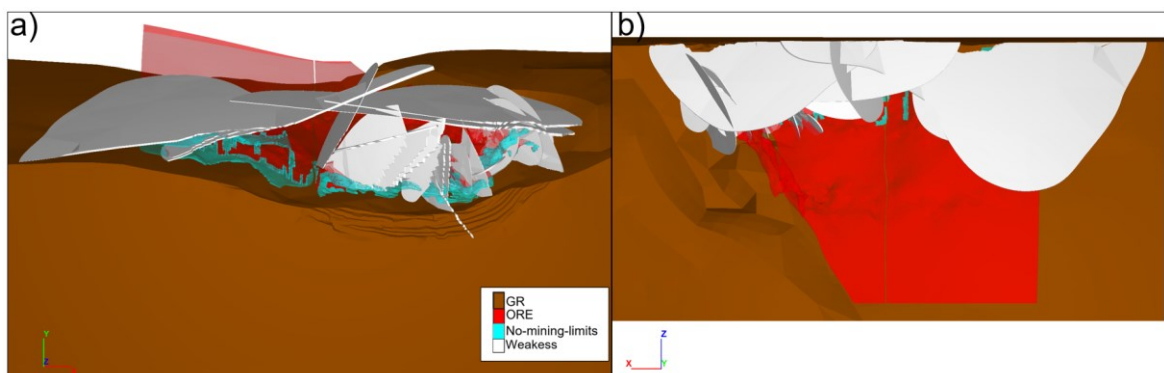 a)
b)
GR
ORE
No-mining-limits
Weakess
Y
Z
Z
X
Y